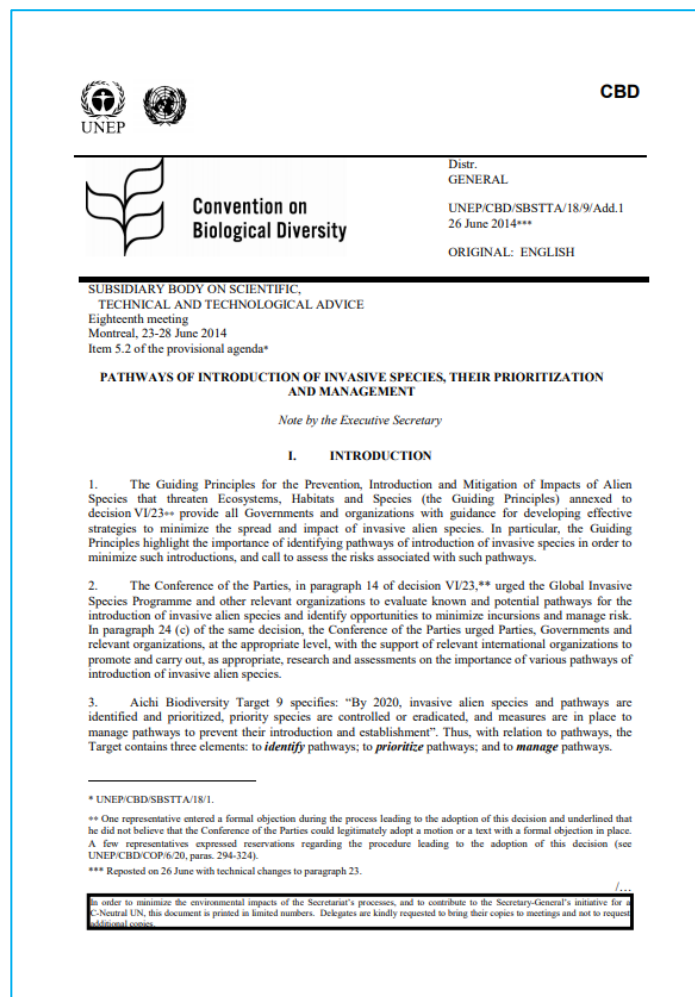 CBD
UNEP
Distr.
GENERAL
UNEP/CBD/SBSTTA/18/9/Add.1
26 June 2014***
ORIGINAL: ENGLISH
Convention on
Biological Diversity
SUBSIDIARY BODY ON SCIENTIFIC,
TECHNICAL AND TECHNOLOGICAL ADVICE
Eighteenth meeting
Montreal, 23-28 June 2014
Item 5.2 of the provisional agenda*
PATHWAYS OF INTRODUCTION OF INVASIVE SPECIES, THEIR PRIORITIZATION
AND MANAGEMENT
Note by the Executive Secretary
I. INTRODUCTION
1. The Guiding Principles for the Prevention, Introduction and Mitigation of Impacts of Alien
Species that threaten Ecosystems, Habitats and Species (the Guiding Principles) annexed to
decision VI/23** provide all Governments and organizations with guidance for developing effective
strategies to minimize the spread and impact of invasive alien species. In particular, the Guiding
Principles highlight the importance of identifying pathways of introduction of invasive species in order to
minimize such introductions, and call to assess the risks associated with such pathways.
2. The Conference of the Parties, in paragraph 14 of decision VI/23,** urged the Global Invasive
Species Programme and other relevant organizations to evaluate known and potential pathways for the
introduction of invasive alien species and identify opportunities to minimize incursions and manage risk.
In paragraph 24 (c) of the same decision, the Conference of the Parties urged Parties, Governments and
relevant organizations, at the appropriate level, with the support of relevant international organizations to
promote and carry out, as appropriate, research and assessments on the importance of various pathways of
introduction of invasive alien species.
3. Aichi Biodiversity Target 9 specifies: “By 2020, invasive alien species and pathways are
identified and prioritized, priority species are controlled or eradicated, and measures are in place to
manage pathways to prevent their introduction and establishment”. Thus, with relation to pathways, the
Target contains three elements: to identify pathways; to prioritize pathways; and to manage pathways.
* UNEP/CBD/SBSTTA/18/1.
** One representative entered a formal objection during the process leading to the adoption of this decision and underlined that
he did not believe that the Conference of the Parties could legitimately adopt a motion or a text with a formal objection in place.
A few representatives expressed reservations regarding the procedure leading to the adoption of this decision (see
UNEP/CBD/COP/6/20, paras. 294-324).
*** Reposted on 26 June with technical changes to paragraph 23.
/…
In order to minimize the environmental impacts of the Secretariat’s processes, and to contribute to the Secretary-General’s initiative for a
C-Neutral UN, this document is printed in limited numbers. Delegates are kindly requested to bring their copies to meetings and not to request
additional copies.